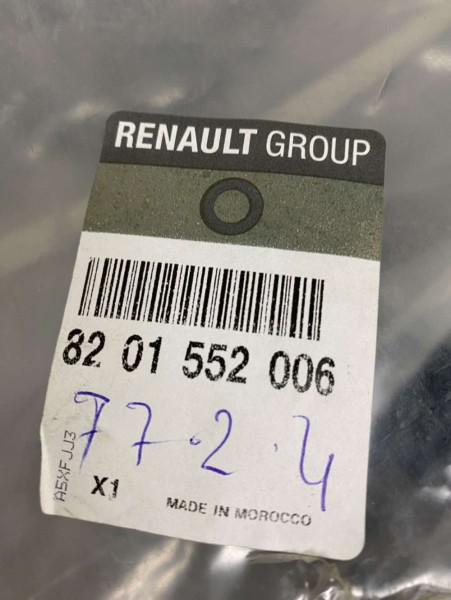 RENAULT GROUP
82 01 552 006
77.2.4
A5XFJJ3
X1
MADE IN MOROCCO